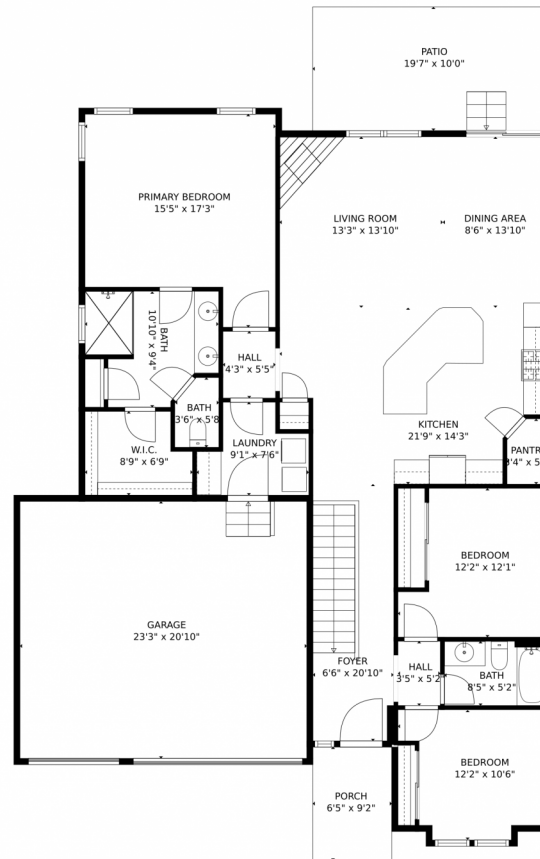 PATIO
19'7" x 10'0"
PRIMARY BEDROOM
15'5" x 17'3"
LIVING ROOM
13'3" x 13'10"
DINING AREA
8'6" x 13'10"
BATH
10'10" x 9'4"
HALL
4'3" x 5'5"
BATH
3'6" x 5'8
KITCHEN
21'9" x 14'3"
W.I.C.
8'9" x 6'9"
LAUNDRY
9'1" x 7'6"
PANTR
BEDROOM
12'2" x 12'1"
GARAGE
23'3" x 20'10"
FOYER
6'6" x 20'10"
HALL
3'5" x 5'2
BATH
8'5" x 5'2"
BEDROOM
12'2" x 10'6"
PORCH
6'5" x 9'2"